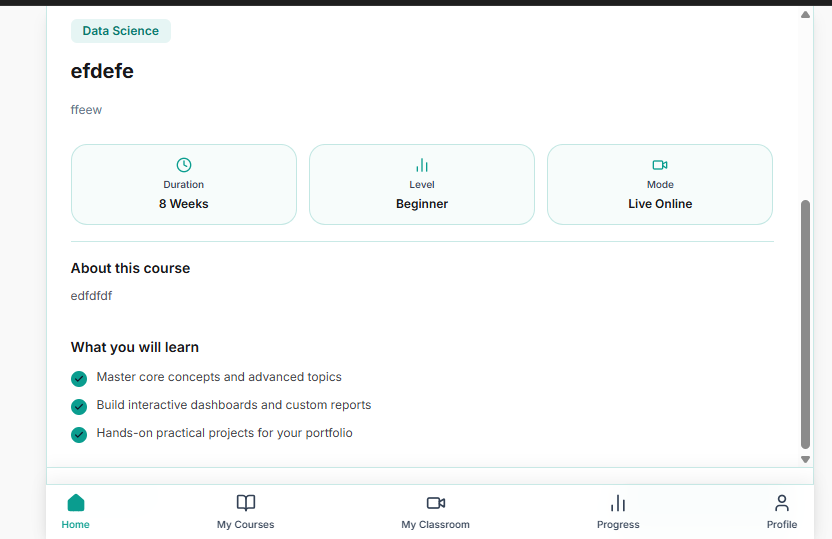 Data Science
efdefe
ffeew
Duration
8 Weeks
Level
Beginner
Mode
Live Online
About this course
edfdfdf
What you will learn
Master core concepts and advanced topics
Build interactive dashboards and custom reports
Hands-on practical projects for your portfolio
Home
My Courses
My Classroom
Progress
Profile